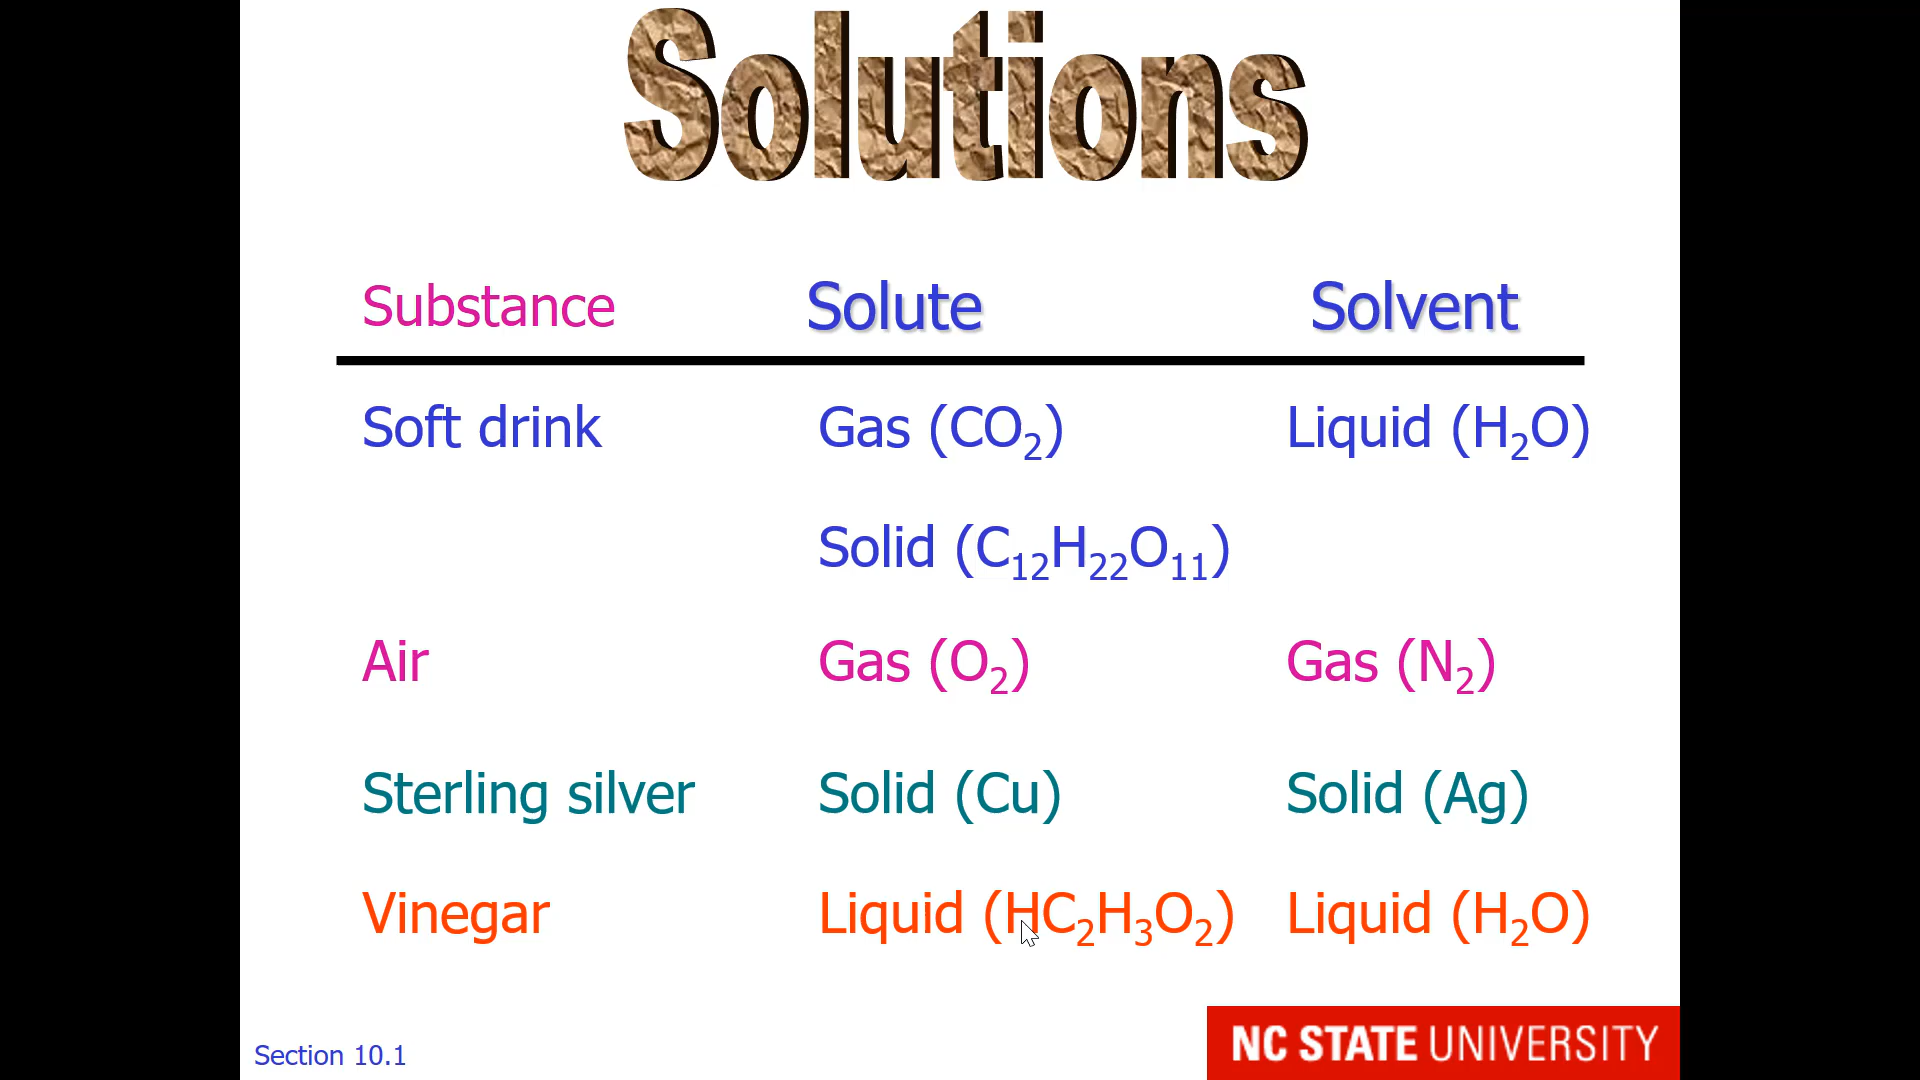 Solutions
Substance Solute Solvent
Soft drink Gas (CO₂) Liquid (H₂O)
Solid (C₁₂H₂₂O₁₁)
Air Gas (O₂) Gas (N₂)
Sterling silver Solid (Cu) Solid (Ag)
Vinegar Liquid (HC₂H₃O₂) Liquid (H₂O)
Section 10.1
NC STATE UNIVERSITY